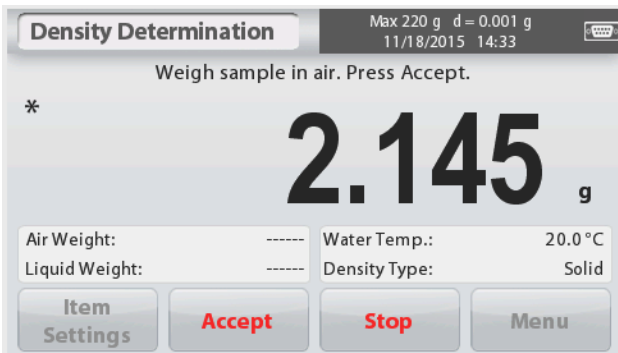 Density Determination
Max 220 g d = 0.001 g
11/18/2015 14:33
Weigh sample in air. Press Accept.
*
2.145 g
Air Weight: ------ Water Temp.: 20.0°C
Liquid Weight: ------ Density Type: Solid
Item
Settings
Accept
Stop
Menu